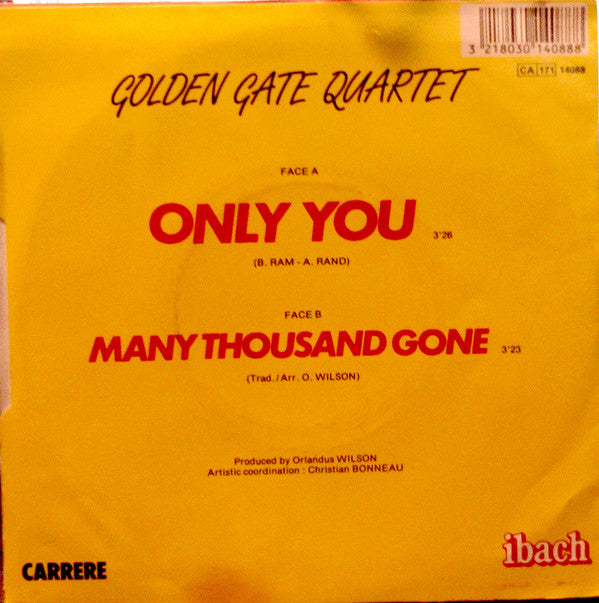 3 218030 140888
CA 171 14088
GOLDEN GATE QUARTET
FACE A
ONLY YOU 3'26
(B. RAM - A. RAND)
FACE B
MANY THOUSAND GONE 3'23
(Trad./Arr. O. WILSON)
Produced by Orlandus WILSON
Artistic coordination : Christian BONNEAU
CARRERE
ibach